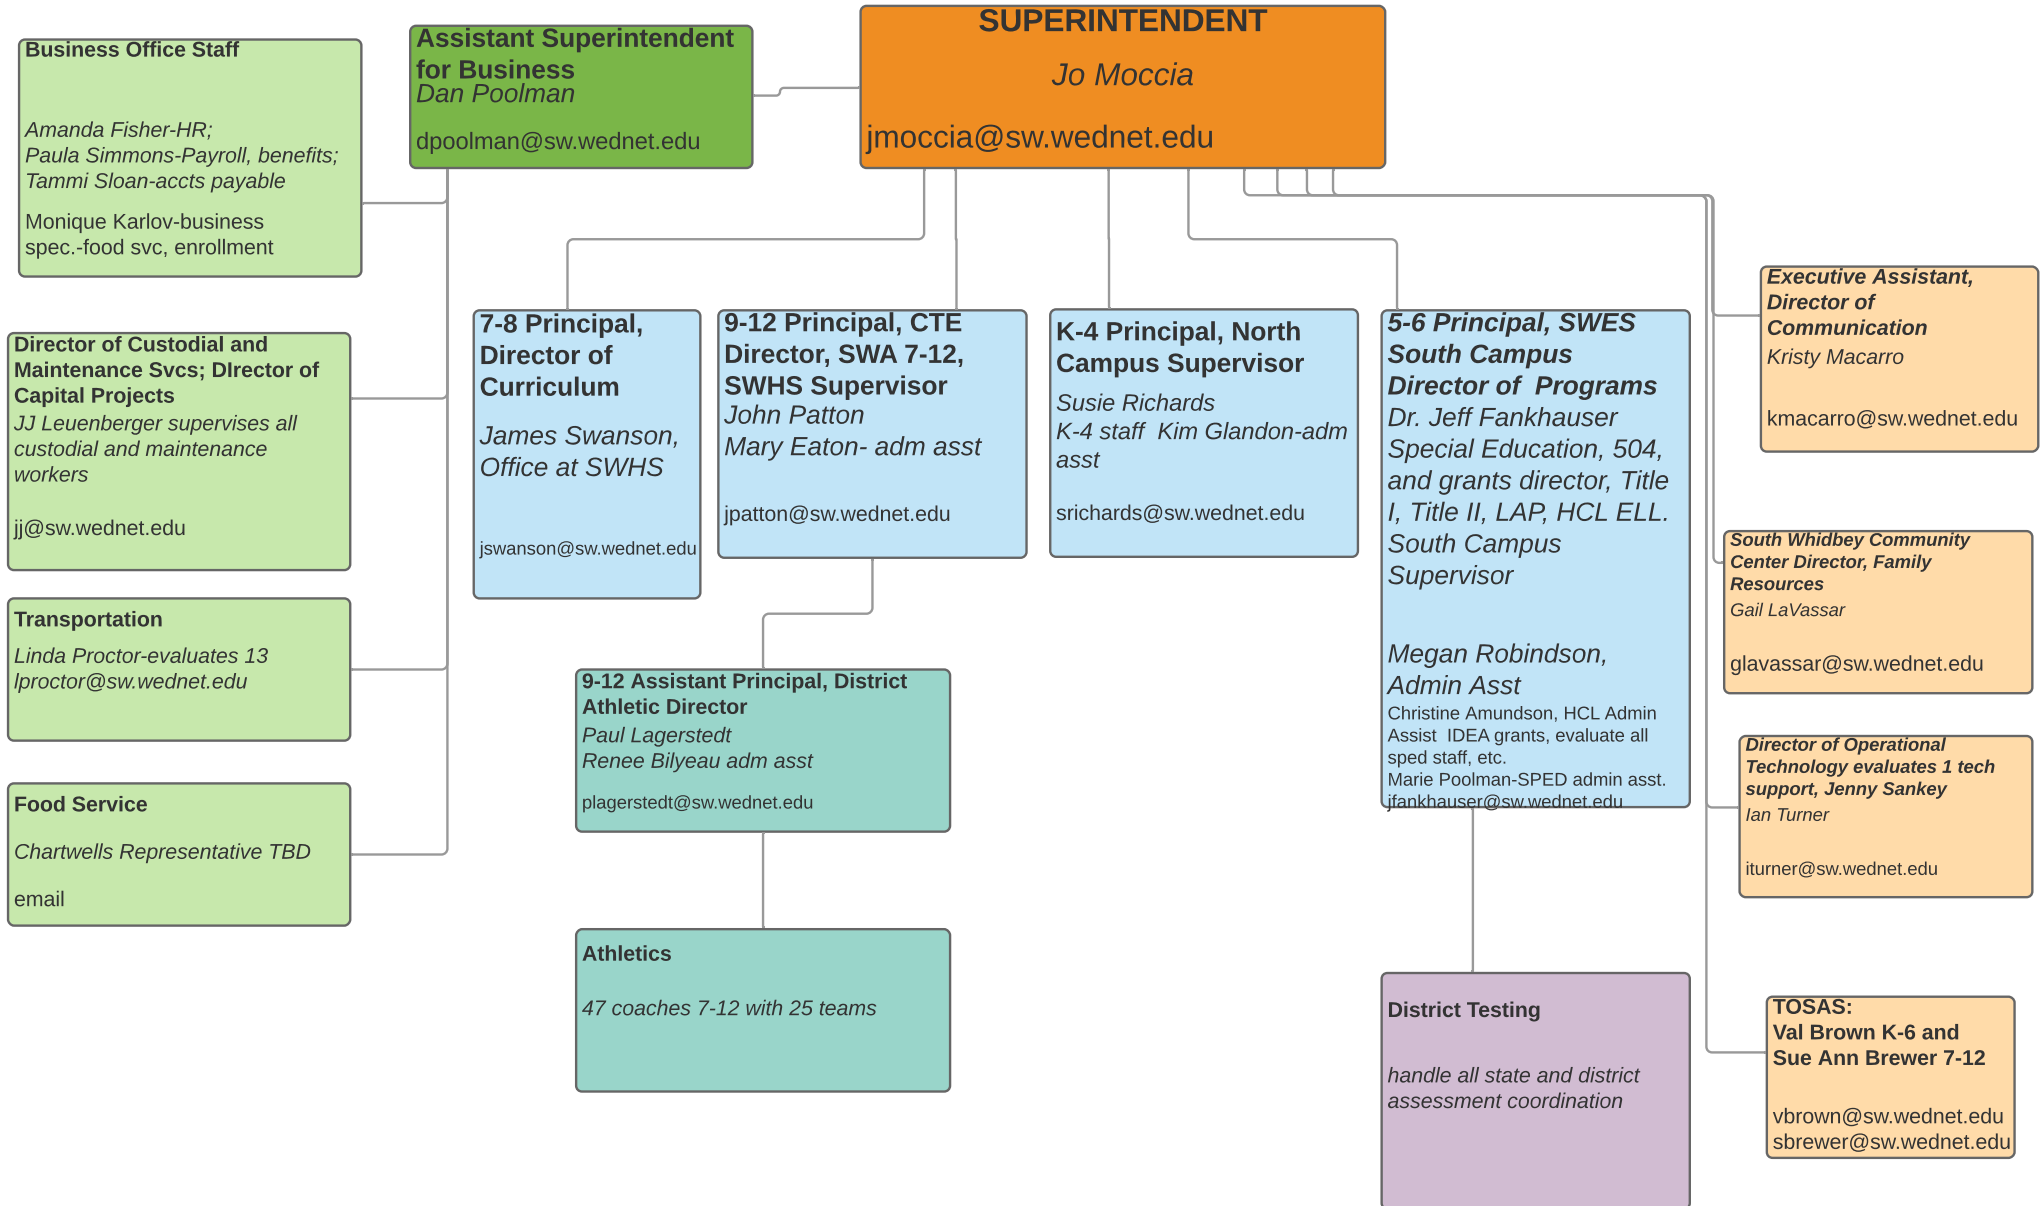 Business Office Staff
Amanda Fisher-HR;
Paula Simmons-Payroll, benefits;
Tammi Sloan-accts payable
Monique Karlov-business
spec.-food svc, enrollment
Assistant Superintendent
for Business
Dan Poolman
dpoolman@sw.wednet.edu
SUPERINTENDENT
Jo Moccia
jmoccia@sw.wednet.edu
Director of Custodial and
Maintenance Svcs; DIrector of
Capital Projects
JJ Leuenberger supervises all
custodial and maintenance
workers
jj@sw.wednet.edu
Transportation
Linda Proctor-evaluates 13
lproctor@sw.wednet.edu
Food Service
Chartwells Representative TBD
email
7-8 Principal,
Director of
Curriculum
James Swanson,
Office at SWHS
jswanson@sw.wednet.edu
9-12 Principal, CTE
Director, SWA 7-12,
SWHS Supervisor
John Patton
Mary Eaton- adm asst
jpatton@sw.wednet.edu
K-4 Principal, North
Campus Supervisor
Susie Richards
K-4 staff  Kim Glandon-adm
asst
srichards@sw.wednet.edu
5-6 Principal, SWES
South Campus
Director of  Programs
Dr. Jeff Fankhauser
Special Education, 504,
and grants director, Title
I, Title II, LAP, HCL ELL.
South Campus
Supervisor
Megan Robindson,
Admin Asst
Christine Amundson, HCL Admin
Assist  IDEA grants, evaluate all
sped staff, etc.
Marie Poolman-SPED admin asst.
jfankhauser@sw.wednet.edu
9-12 Assistant Principal, District
Athletic Director
Paul Lagerstedt
Renee Bilyeau adm asst
plagerstedt@sw.wednet.edu
Athletics
47 coaches 7-12 with 25 teams
District Testing
handle all state and district
assessment coordination
Executive Assistant,
Director of
Communication
Kristy Macarro
kmacarro@sw.wednet.edu
South Whidbey Community
Center Director, Family
Resources
Gail LaVassar
glavassar@sw.wednet.edu
Director of Operational
Technology evaluates 1 tech
support, Jenny Sankey
Ian Turner
iturner@sw.wednet.edu
TOSAS:
Val Brown K-6 and
Sue Ann Brewer 7-12
vbrown@sw.wednet.edu
sbrewer@sw.wednet.edu